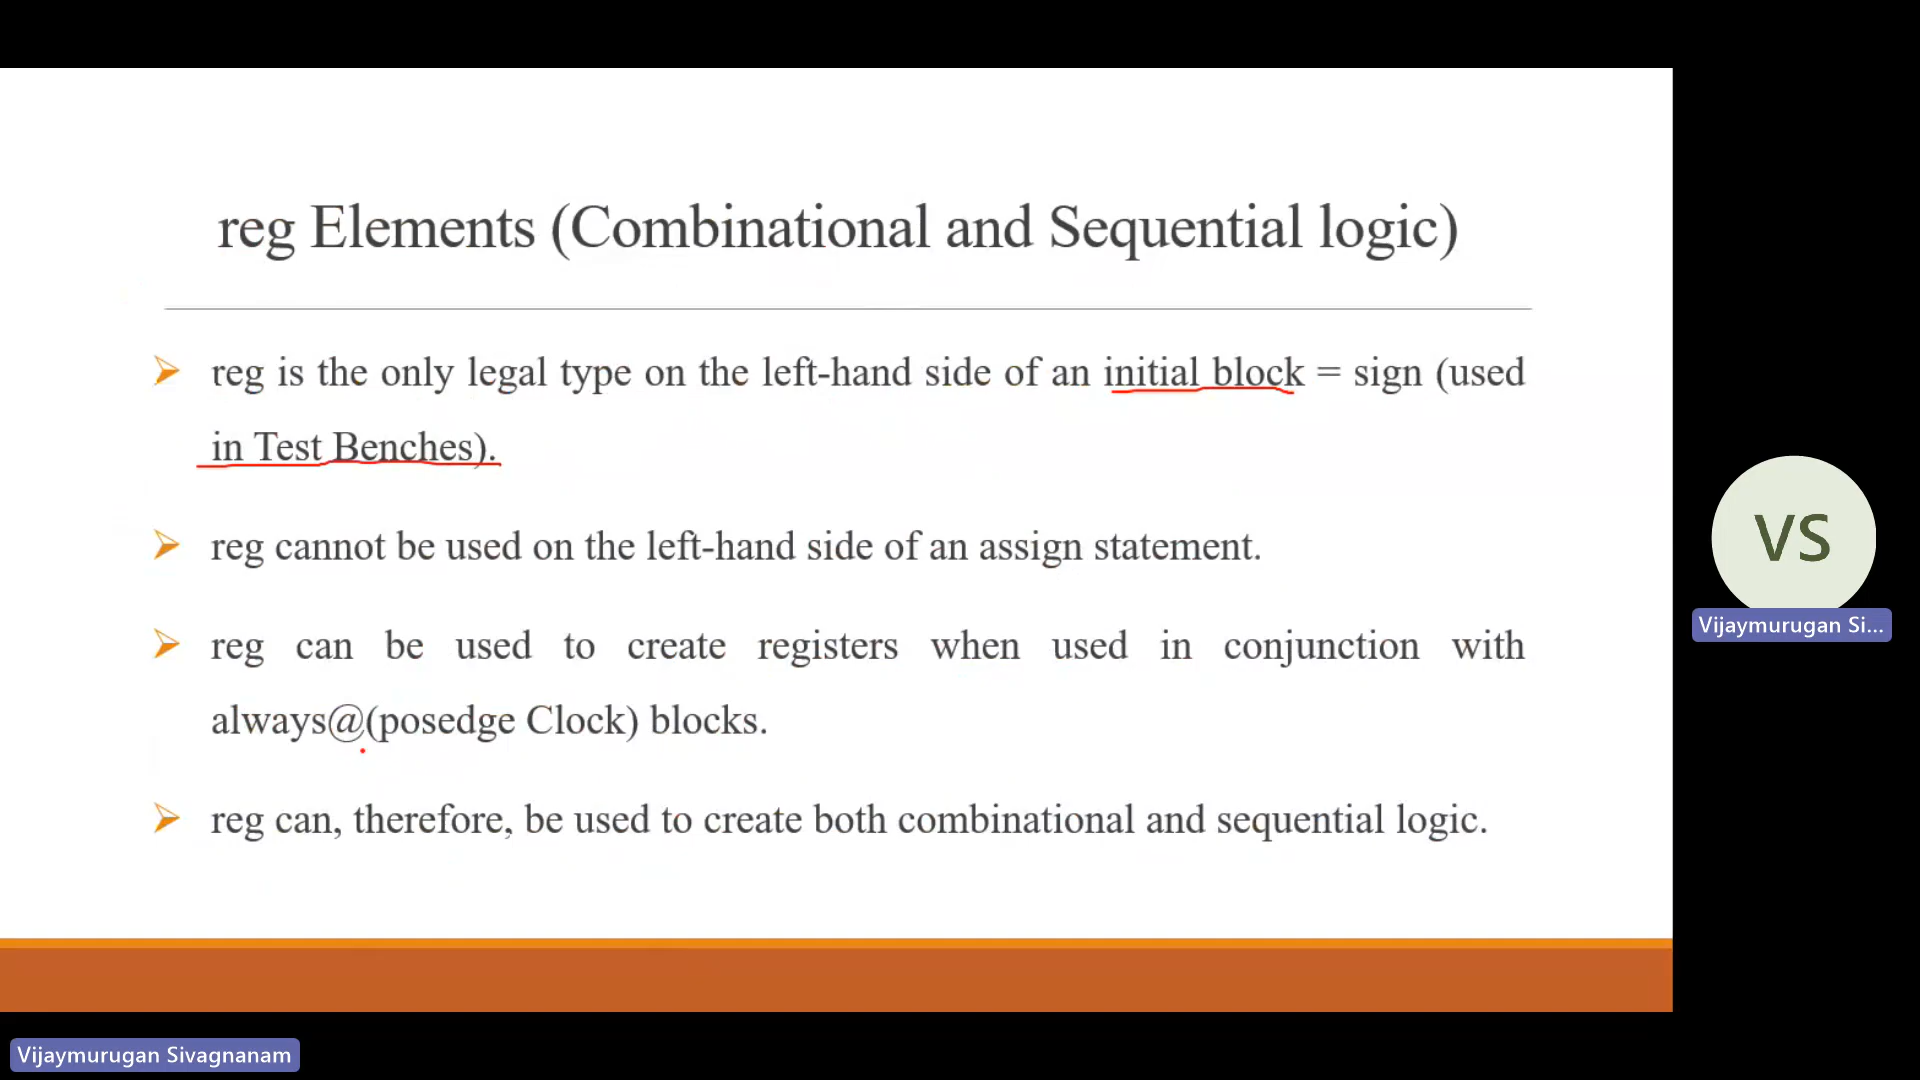 reg Elements (Combinational and Sequential logic)
reg is the only legal type on the left-hand side of an initial block = sign (used
in Test Benches).
reg cannot be used on the left-hand side of an assign statement.
reg can be used to create registers when used in conjunction with
always@(posedge Clock) blocks.
reg can, therefore, be used to create both combinational and sequential logic.
VS
Vijaymurugan Si...
Vijaymurugan Sivagnanam